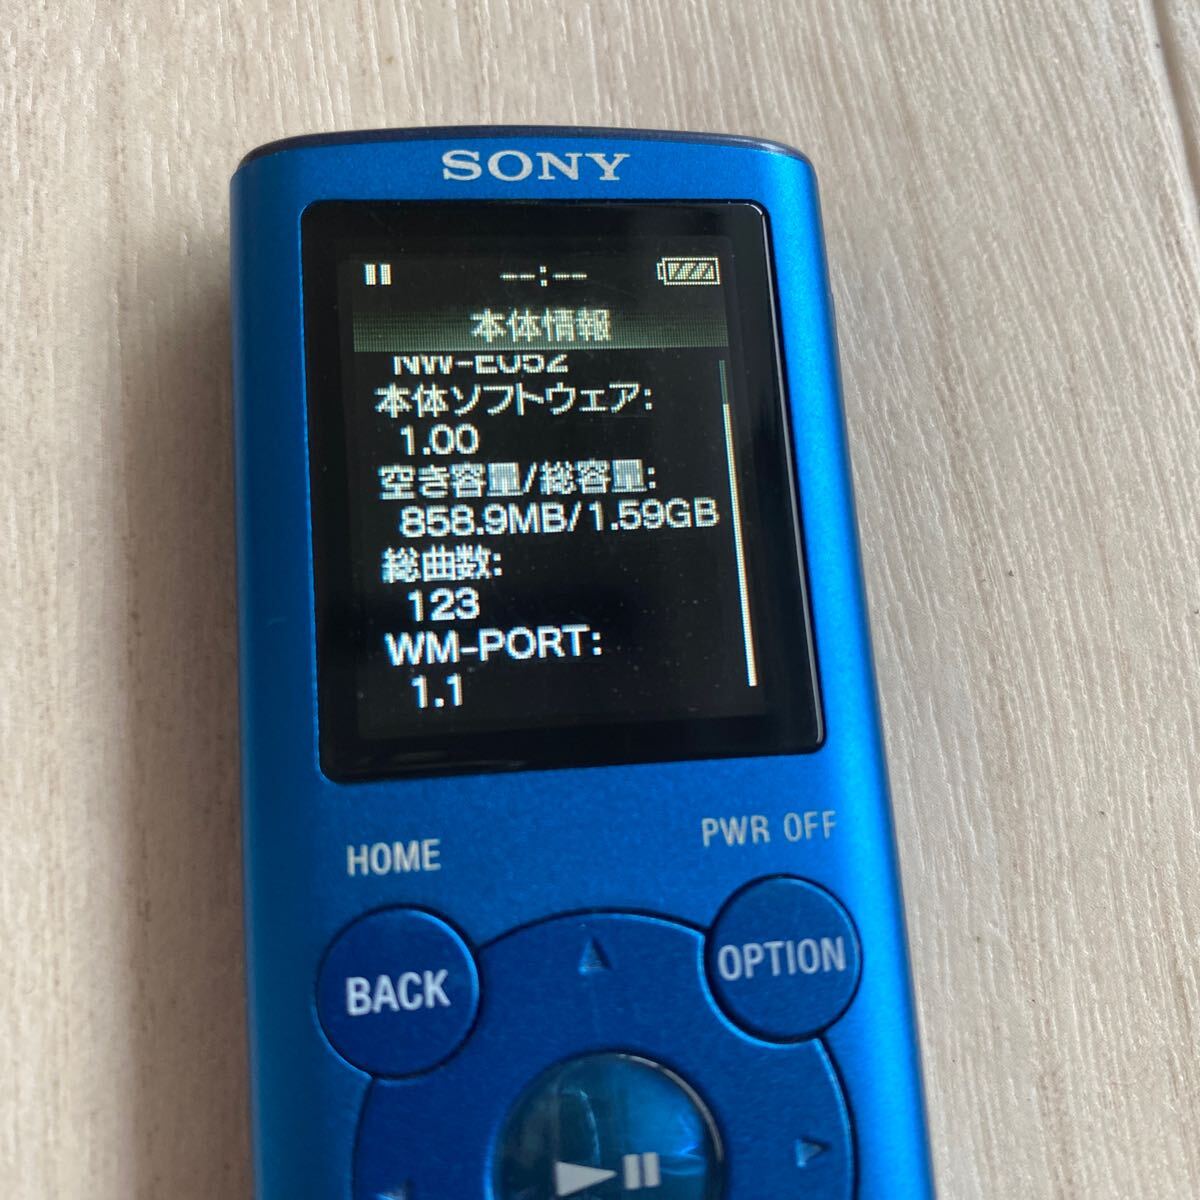 SONY
--:--
本体情報
NW-E052
本体ソフトウェア:
1.00
空き容量/総容量:
858.9MB/1.59GB
総曲数:
123
WM-PORT:
1.1
HOME
PWR OFF
BACK
OPTION